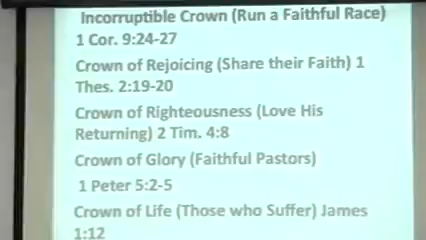 Incorruptible Crown (Run a Faithful Race)
1 Cor. 9:24-27
Crown of Rejoicing (Share their Faith) 1
Thes. 2:19-20
Crown of Righteousness (Love His
Returning) 2 Tim. 4:8
Crown of Glory (Faithful Pastors)
1 Peter 5:2-5
Crown of Life (Those who Suffer) James
1:12